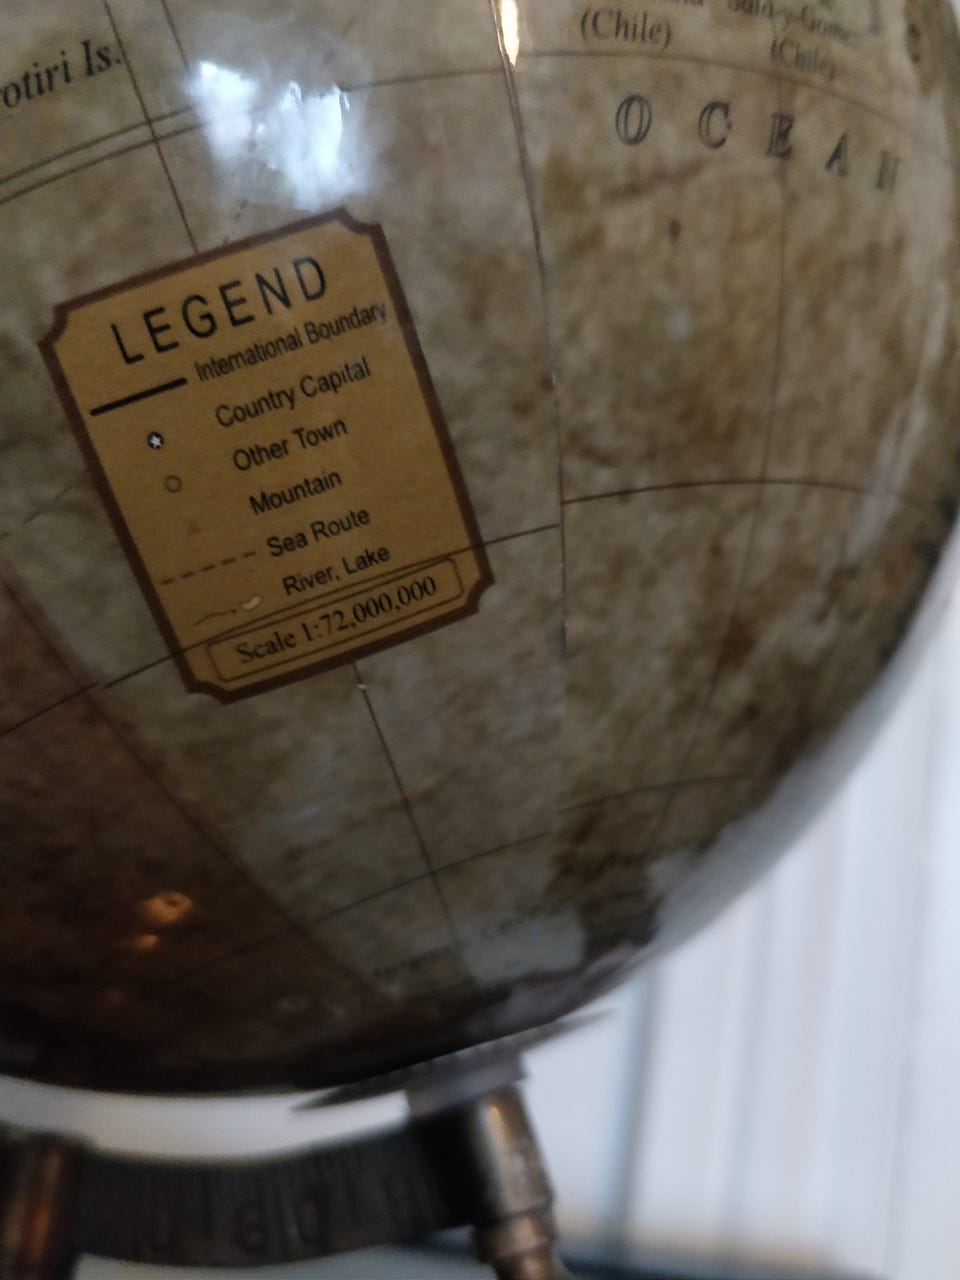 otiri Is.
(Chile)
(Chile)
OCEAN
LEGEND
International Boundary
Country Capital
Other Town
Mountain
Sea Route
River, Lake
Scale 1:72,000,000